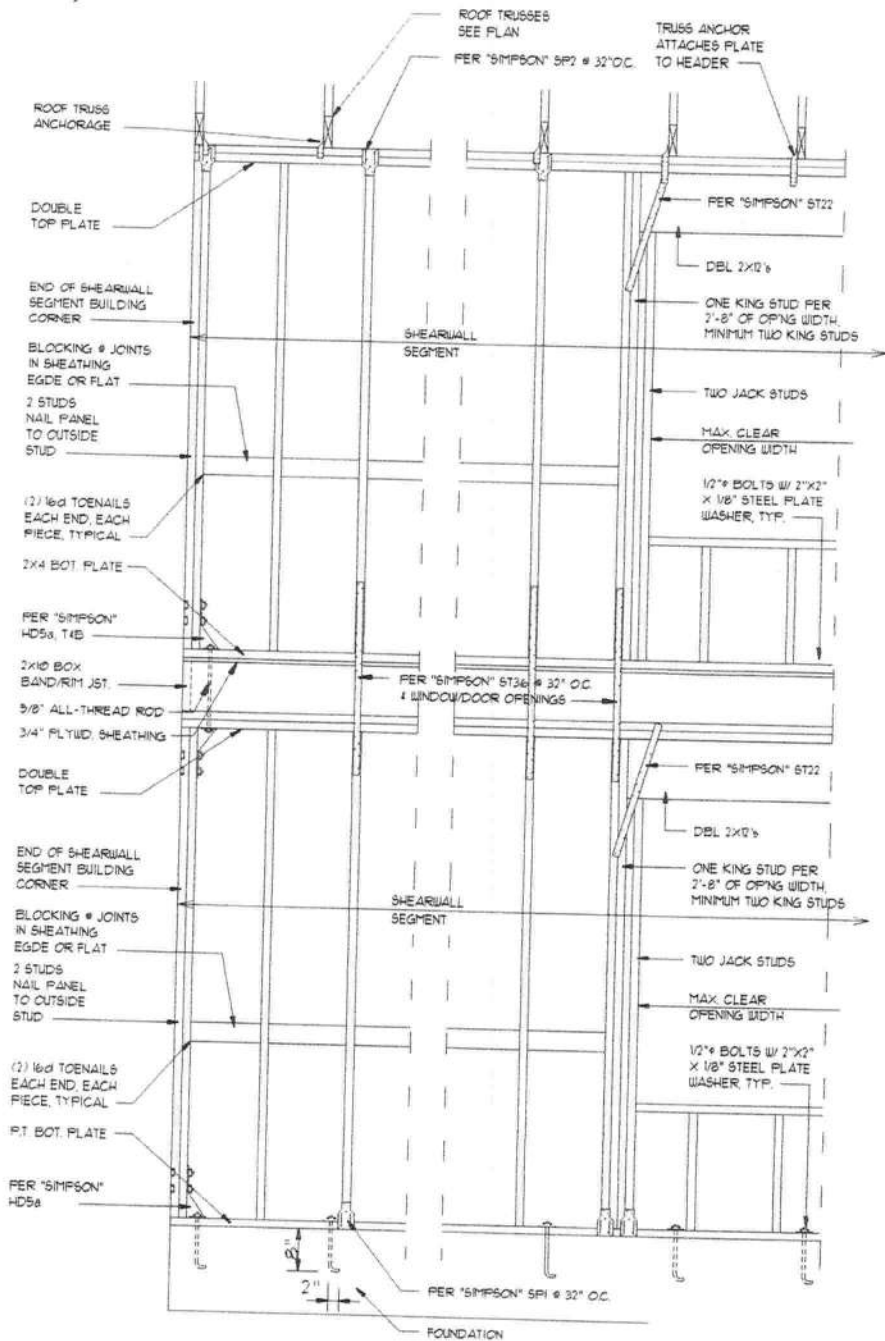 ROOF TRUSSES
SEE PLAN
TRUSS ANCHOR
ATTACHES PLATE
TO HEADER
PER "SIMPSON" SP2 @ 32" O.C.
ROOF TRUSS
ANCHORAGE
DOUBLE
TOP PLATE
PER "SIMPSON" ST22
DBL 2X12's
END OF SHEARWALL
SEGMENT BUILDING
CORNER
ONE KING STUD PER
2'-8" OF OP'NG WIDTH,
MINIMUM TWO KING STUDS
SHEARWALL
SEGMENT
BLOCKING @ JOINTS
IN SHEATHING
EGDE OR FLAT
2 STUDS
NAIL PANEL
TO OUTSIDE
STUD
TWO JACK STUDS
MAX. CLEAR
OPENING WIDTH
(2) 16d TOENAILS
EACH END, EACH
PIECE, TYPICAL
1/2"ø BOLTS W/ 2"X2"
X 1/8" STEEL PLATE
WASHER, TYP.
2X4 BOT. PLATE
PER "SIMPSON"
HD5a, T&B
2X10 BOX
BAND/RIM JST.
PER "SIMPSON" ST36 @ 32" O.C.
& WINDOW/DOOR OPENINGS
5/8" ALL-THREAD ROD
3/4" PLYWD. SHEATHING
DOUBLE
TOP PLATE
PER "SIMPSON" ST22
DBL 2X12's
END OF SHEARWALL
SEGMENT BUILDING
CORNER
ONE KING STUD PER
2'-8" OF OP'NG WIDTH,
MINIMUM TWO KING STUDS
SHEARWALL
SEGMENT
BLOCKING @ JOINTS
IN SHEATHING
EGDE OR FLAT
2 STUDS
NAIL PANEL
TO OUTSIDE
STUD
TWO JACK STUDS
MAX. CLEAR
OPENING WIDTH
(2) 16d TOENAILS
EACH END, EACH
PIECE, TYPICAL
1/2"ø BOLTS W/ 2"X2"
X 1/8" STEEL PLATE
WASHER, TYP.
P.T. BOT. PLATE
PER "SIMPSON"
HD5a
8"
2"
PER "SIMPSON" SP1 @ 32" O.C.
FOUNDATION